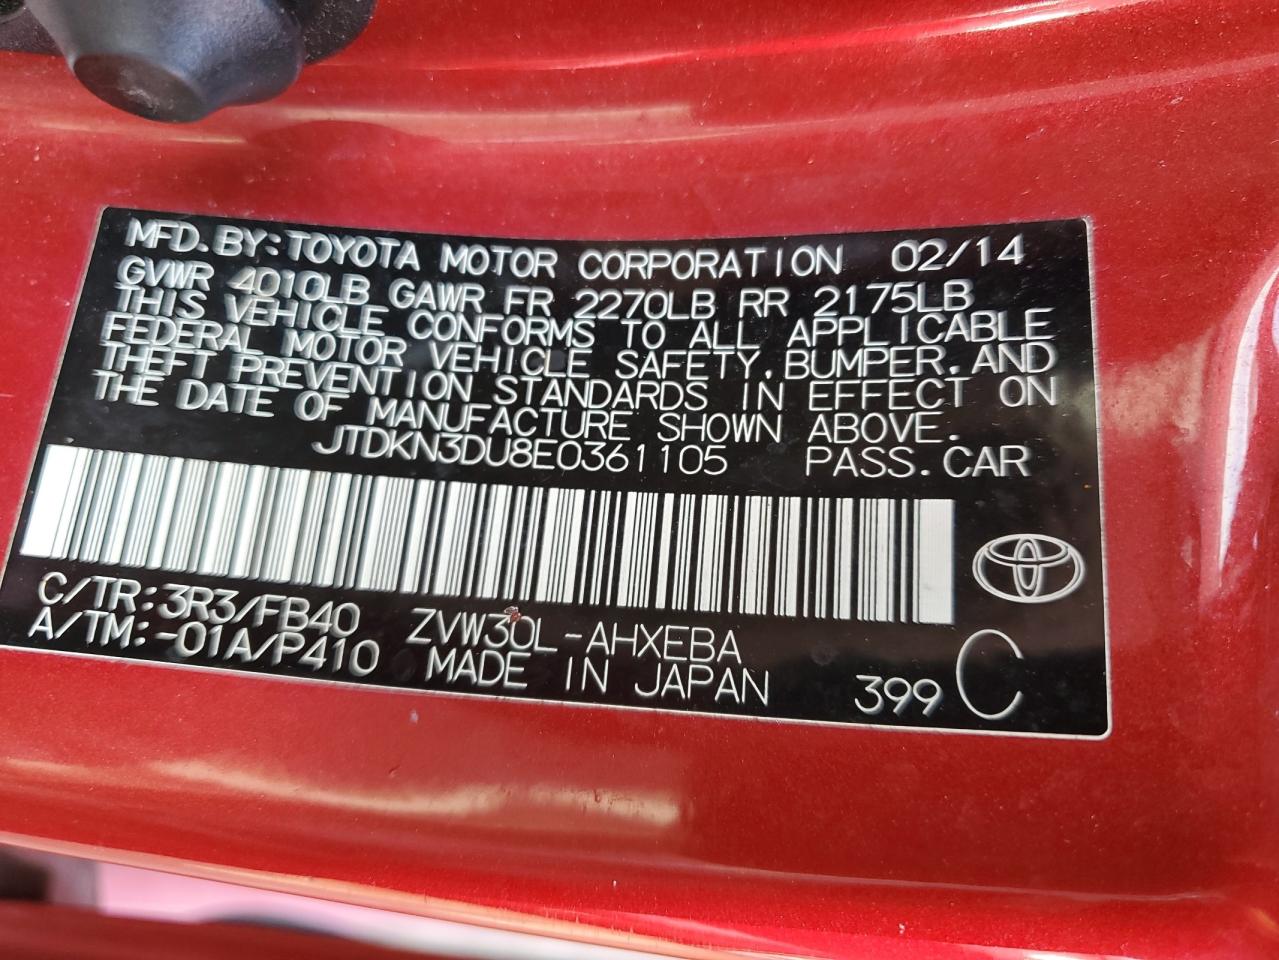 MFD.BY:TOYOTA MOTOR CORPORATION 02/14
GVWR 4010LB GAWR FR 2270LB RR 2175LB
THIS VEHICLE CONFORMS TO ALL APPLICABLE
FEDERAL MOTOR VEHICLE SAFETY,BUMPER,AND
THEFT PREVENTION STANDARDS IN EFFECT ON
THE DATE OF MANUFACTURE SHOWN ABOVE.
JTDKN3DU8E0361105 PASS.CAR
C/TR:3R3/FB40 ZVW30L-AHXEBA
A/TM:-01A/P410 MADE IN JAPAN 399 C